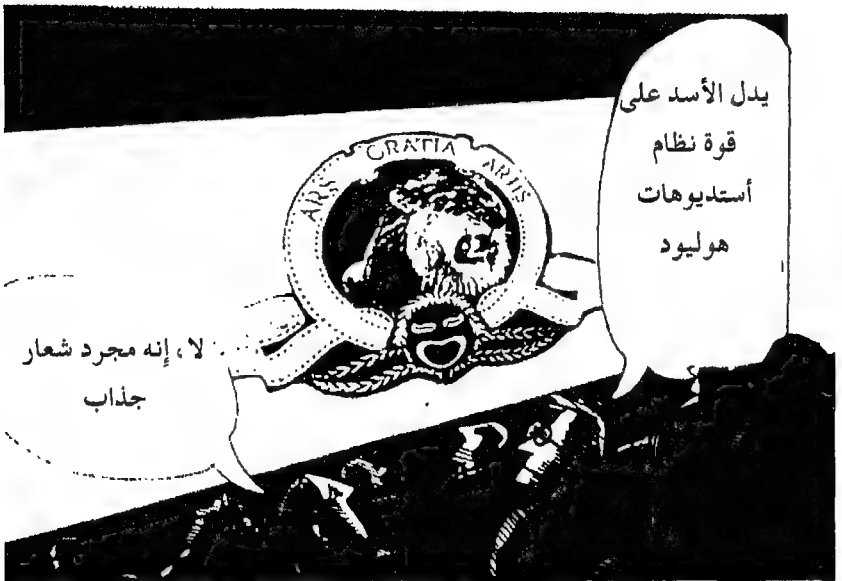 يدل الأسد على
قوة نظام
أستديوهات
هوليود
ARS GRATIA ARTIS
لا، إنه مجرد شعار
جذاب